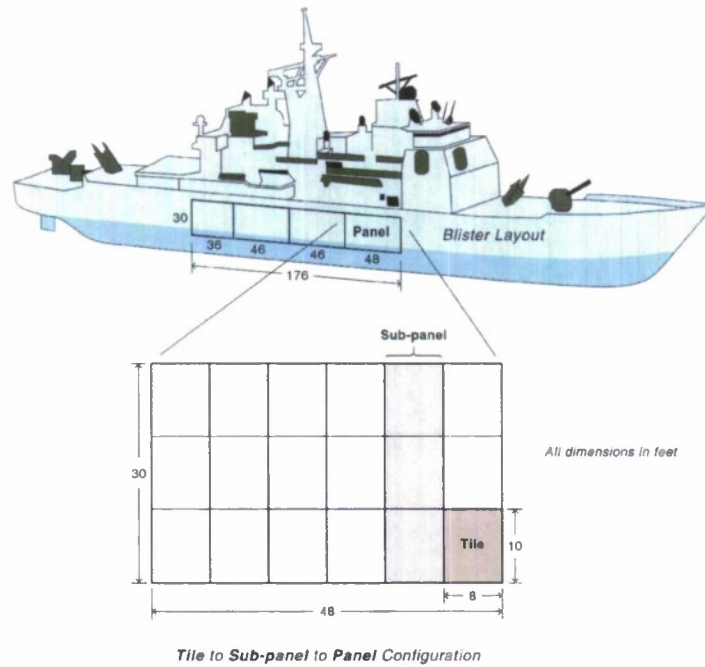 30
Panel
Blister Layout
36
46
46
48
176
Sub-panel
30
All dimensions in feet
Tile
10
8
48
Tile to Sub-panel to Panel Configuration